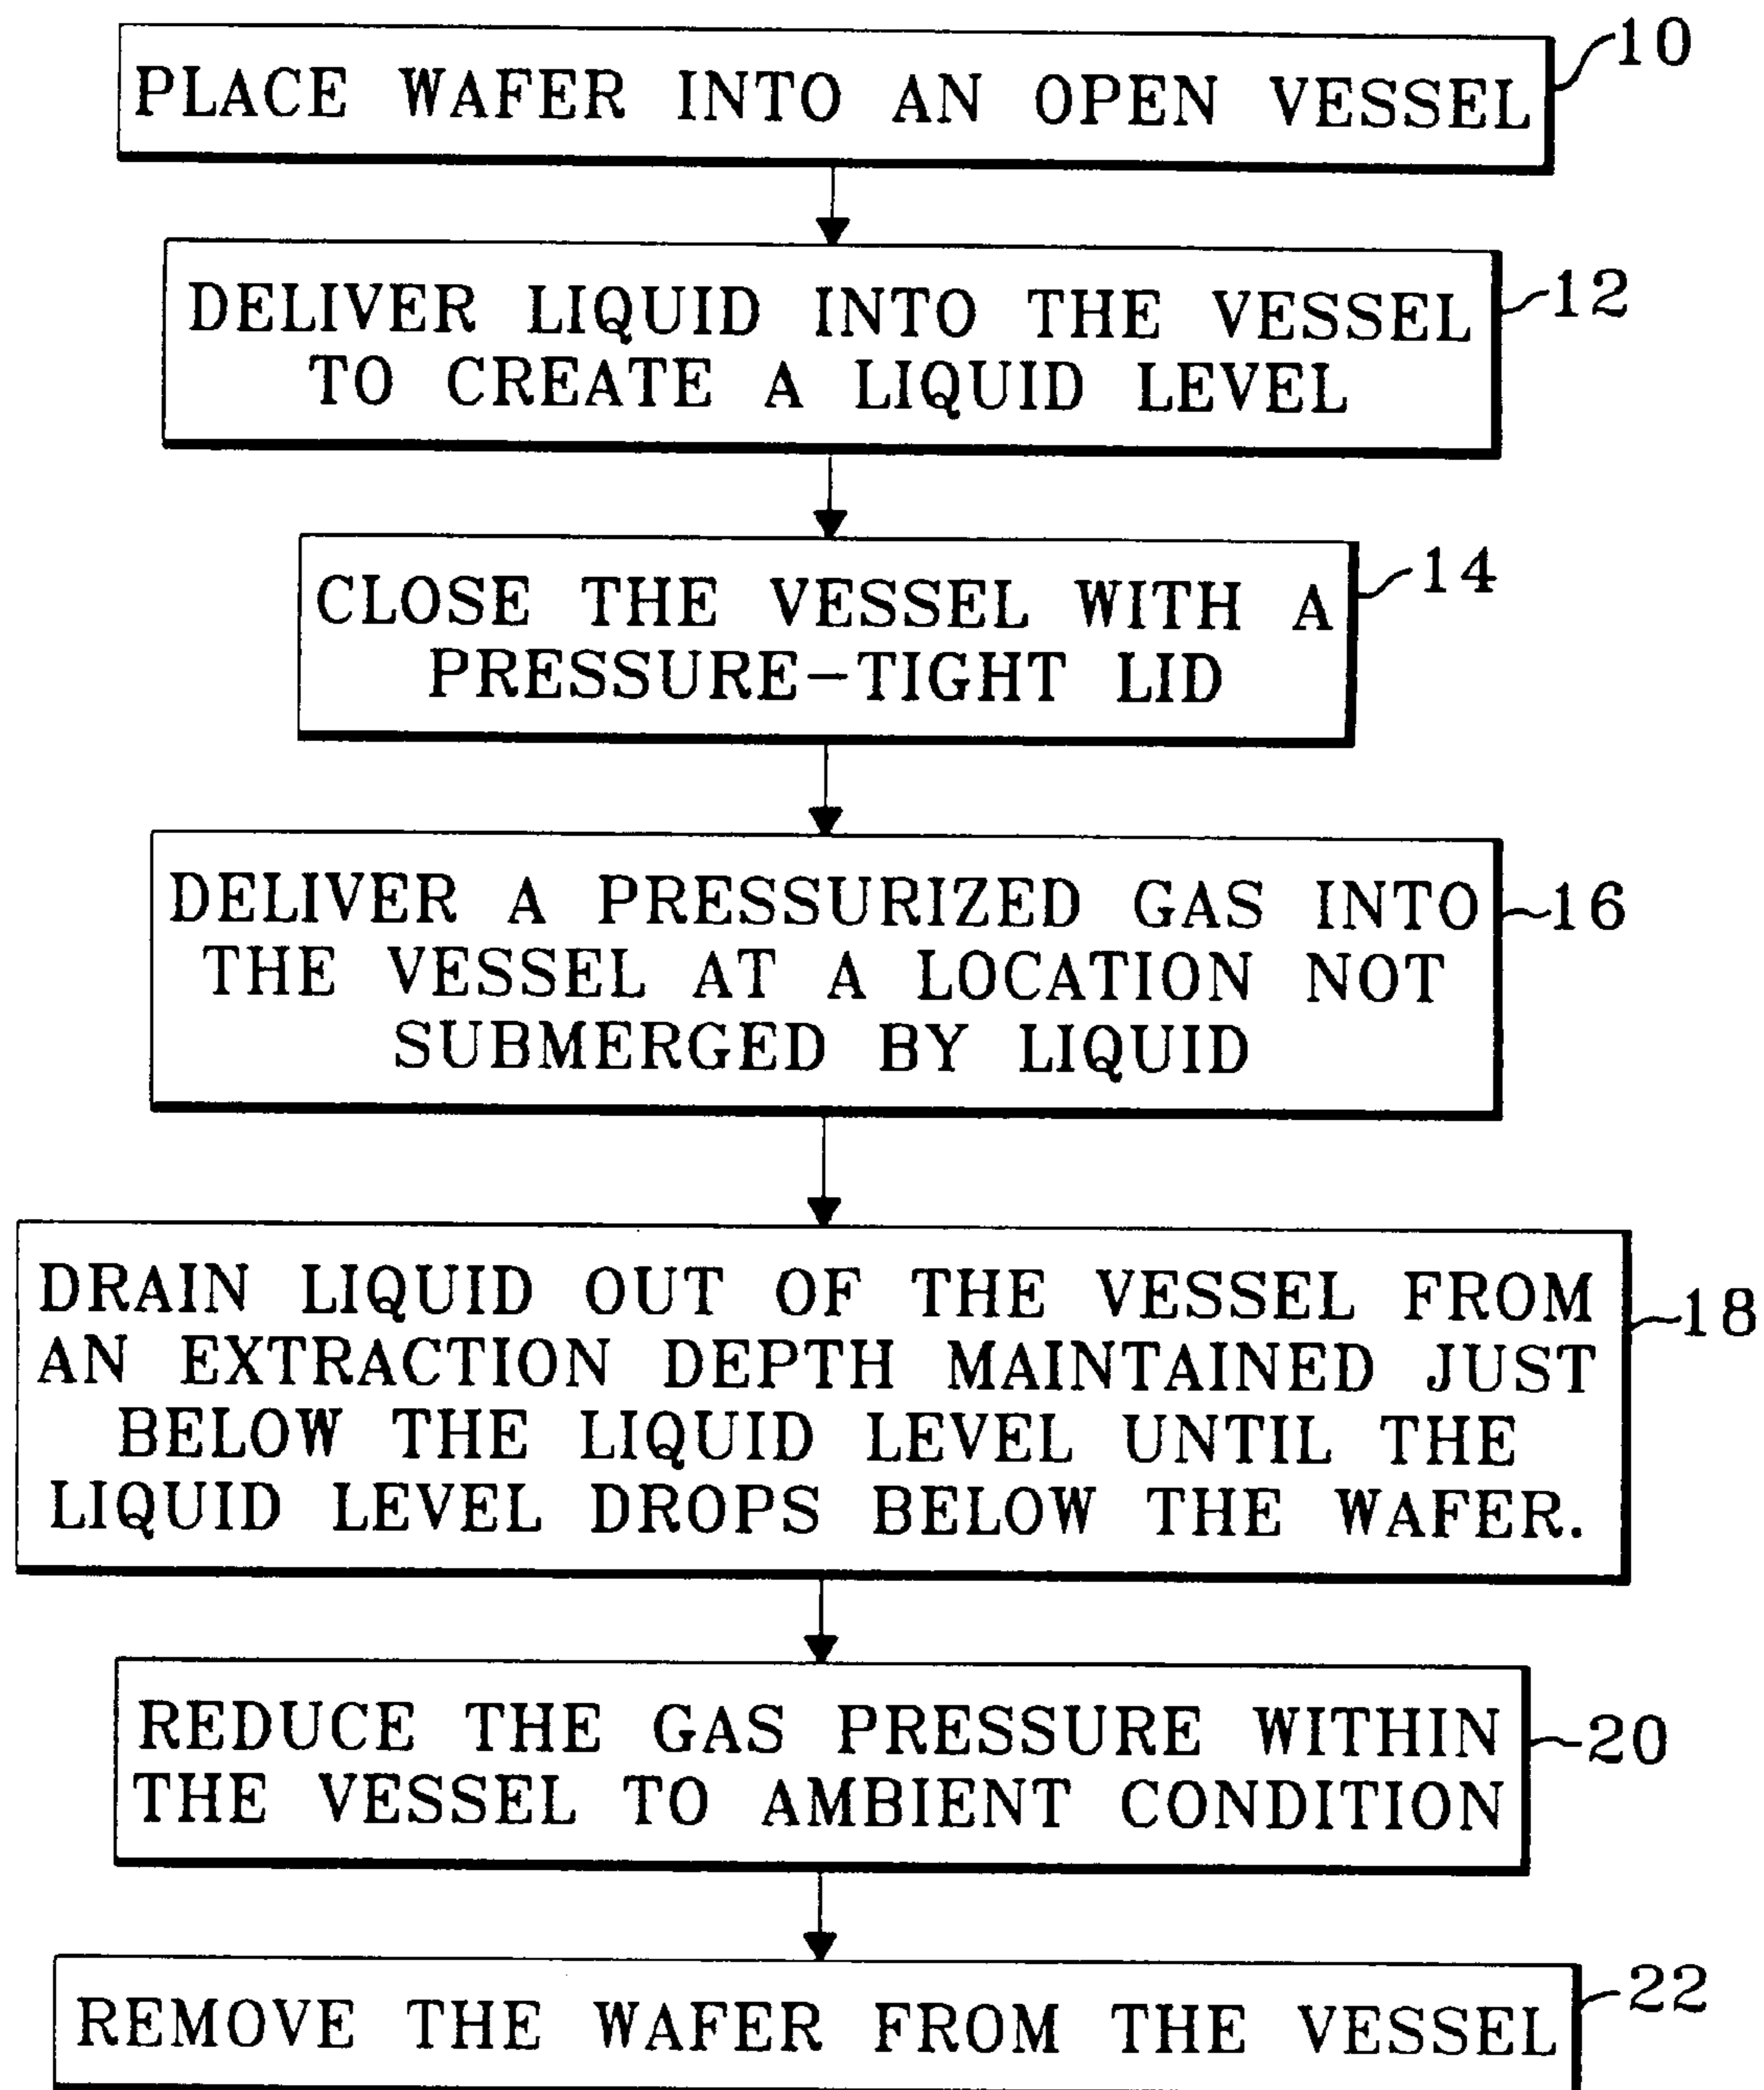 PLACE WAFER INTO AN OPEN VESSEL
10
DELIVER LIQUID INTO THE VESSEL
TO CREATE A LIQUID LEVEL
12
CLOSE THE VESSEL WITH A
PRESSURE-TIGHT LID
14
DELIVER A PRESSURIZED GAS INTO
THE VESSEL AT A LOCATION NOT
SUBMERGED BY LIQUID
16
DRAIN LIQUID OUT OF THE VESSEL FROM
AN EXTRACTION DEPTH MAINTAINED JUST
BELOW THE LIQUID LEVEL UNTIL THE
LIQUID LEVEL DROPS BELOW THE WAFER.
18
REDUCE THE GAS PRESSURE WITHIN
THE VESSEL TO AMBIENT CONDITION
20
REMOVE THE WAFER FROM THE VESSEL
22